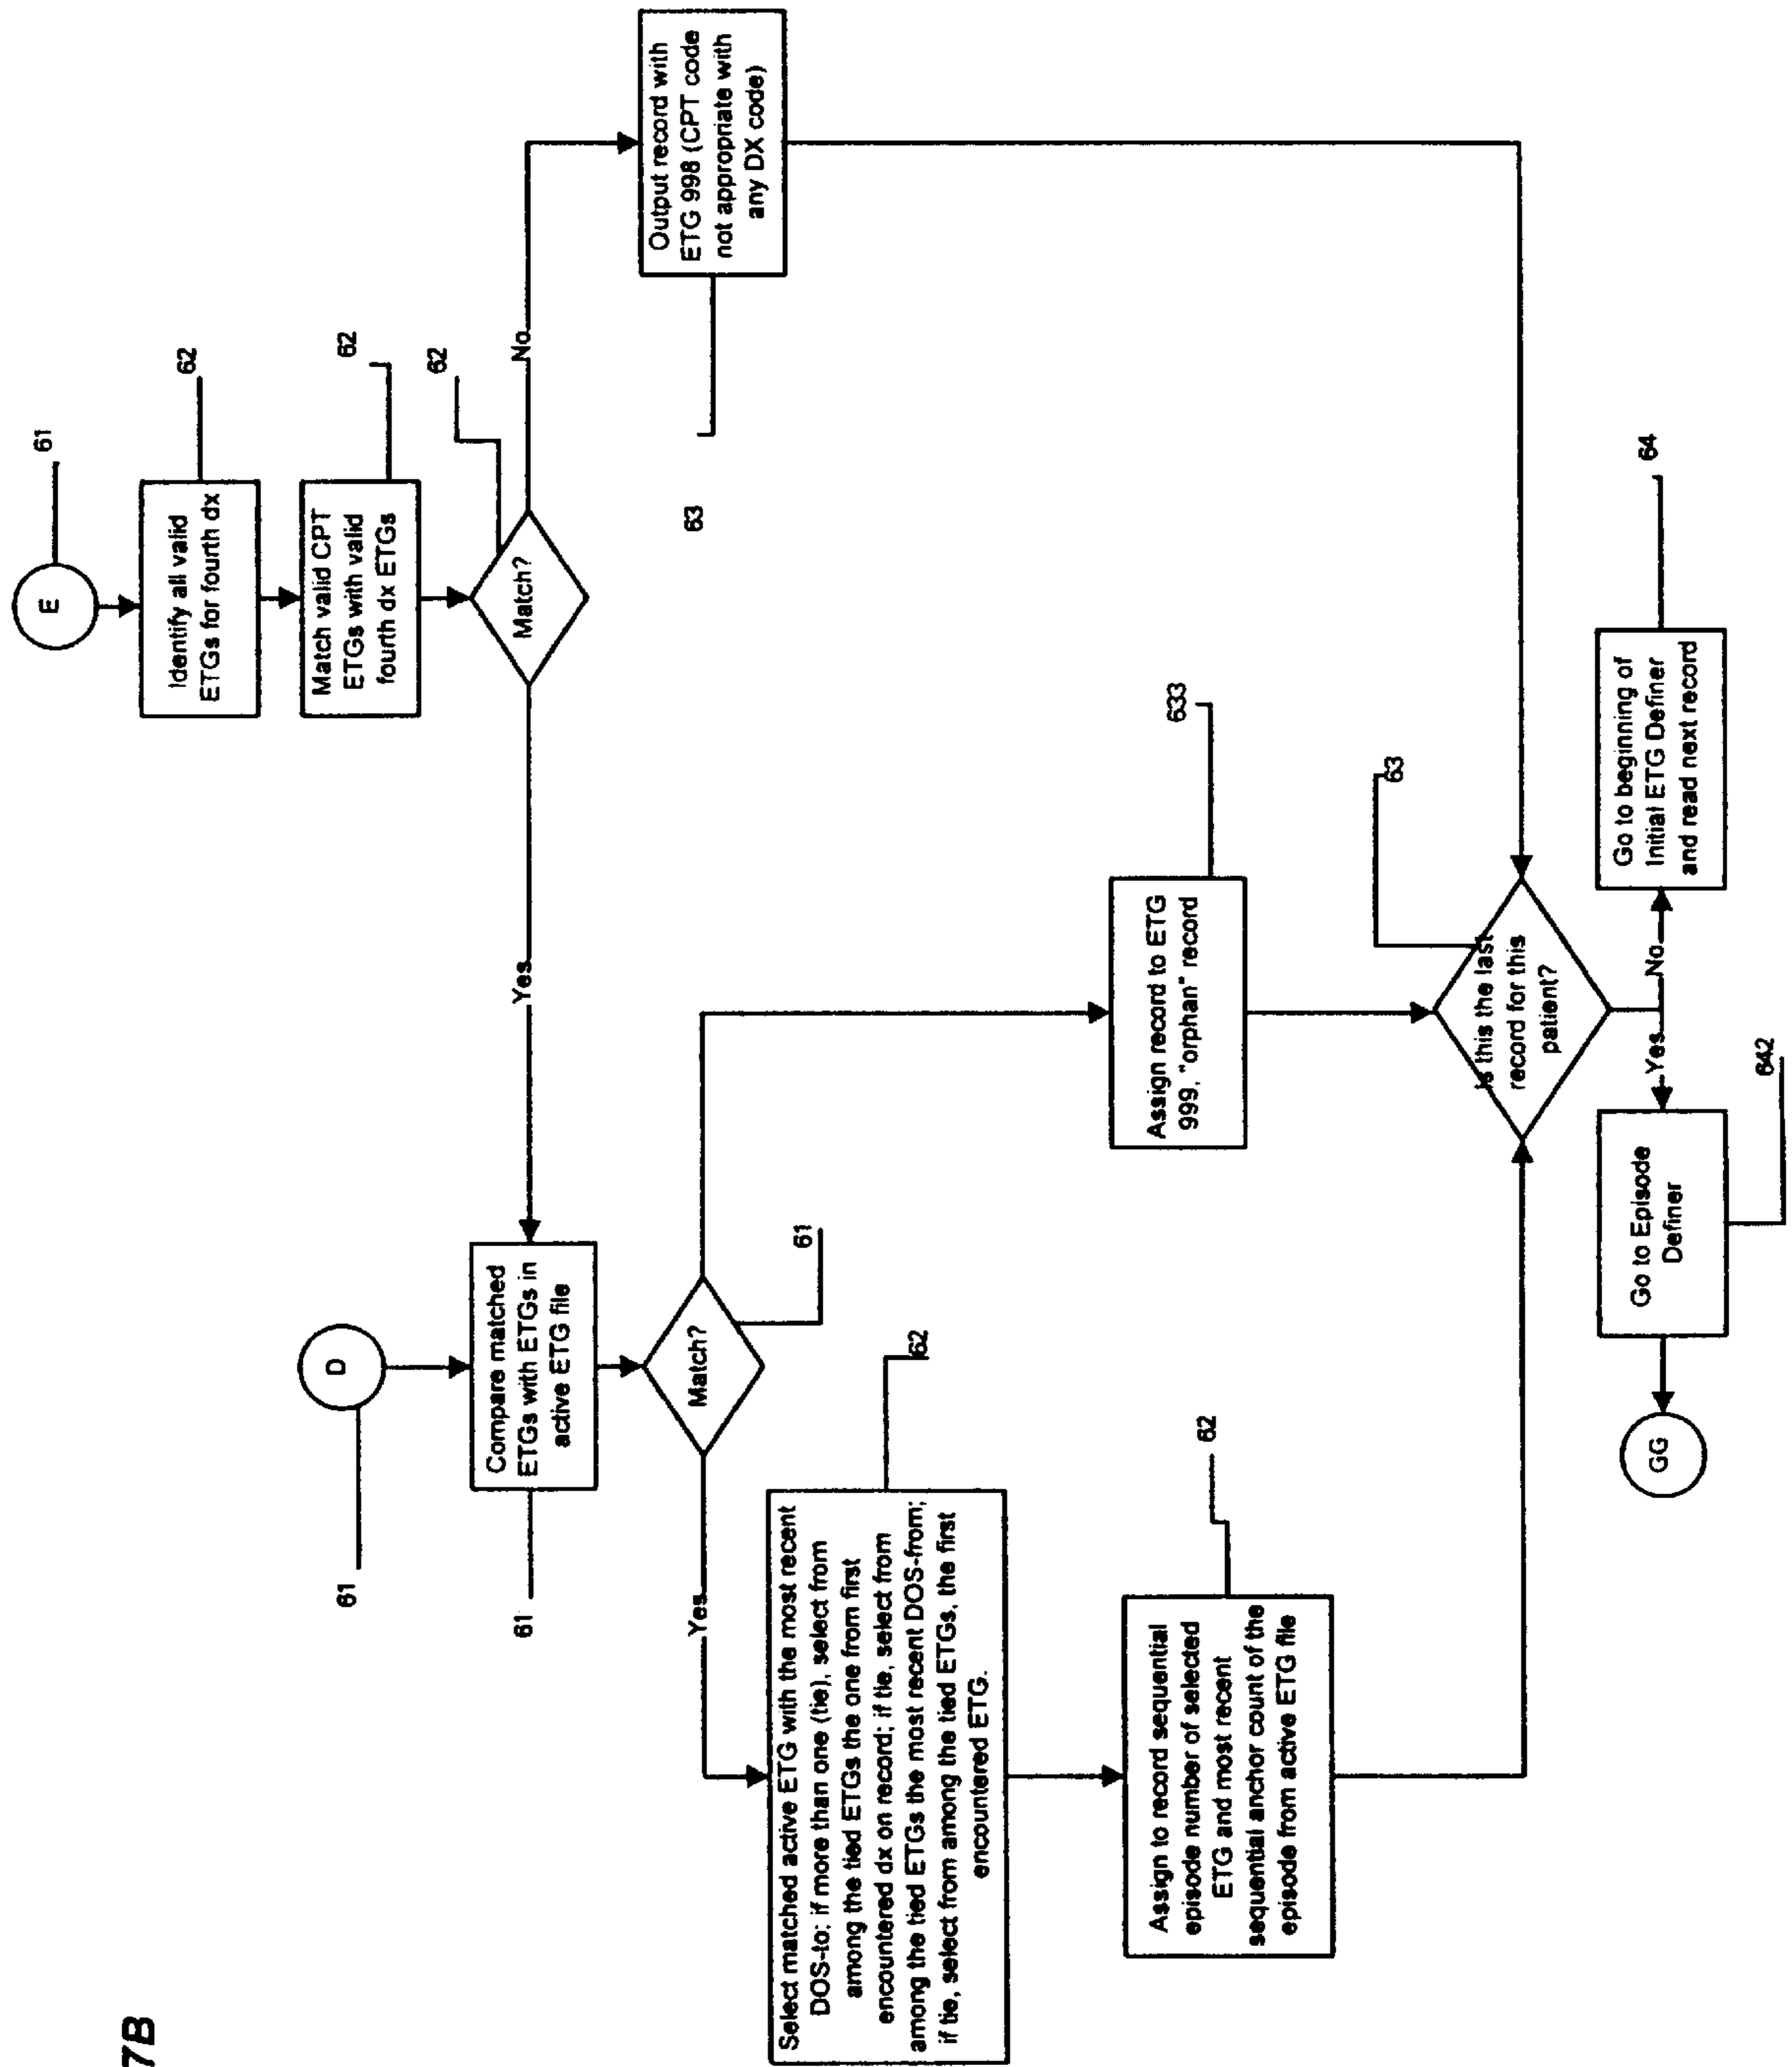 7B
D
61
E
61
Identify all valid
ETGs for fourth dx
62
Match valid CPT
ETGs with valid
fourth dx ETGs
62
61
Compare matched
ETGs with ETGs in
active ETG file
Yes
Match?
62
No
Match?
61
Yes
63
Output record with
ETG 998 (CPT code
not appropriate with
any DX code)
Select matched active ETG with the most recent
DOS-to; if more than one (tie), select from
among the tied ETGs the one from first
encountered dx on record; if tie, select from
among the tied ETGs the most recent DOS-from;
if tie, select from among the tied ETGs, the first
encountered ETG.
62
Assign to record sequential
episode number of selected
ETG and most recent
sequential anchor count of the
episode from active ETG file
62
Assign record to ETG
999, "orphan" record
633
Is this the last
record for this
patient?
63
Yes
No
GG
Go to Episode
Definer
642
Go to beginning of
Initial ETG Definer
and read next record
64